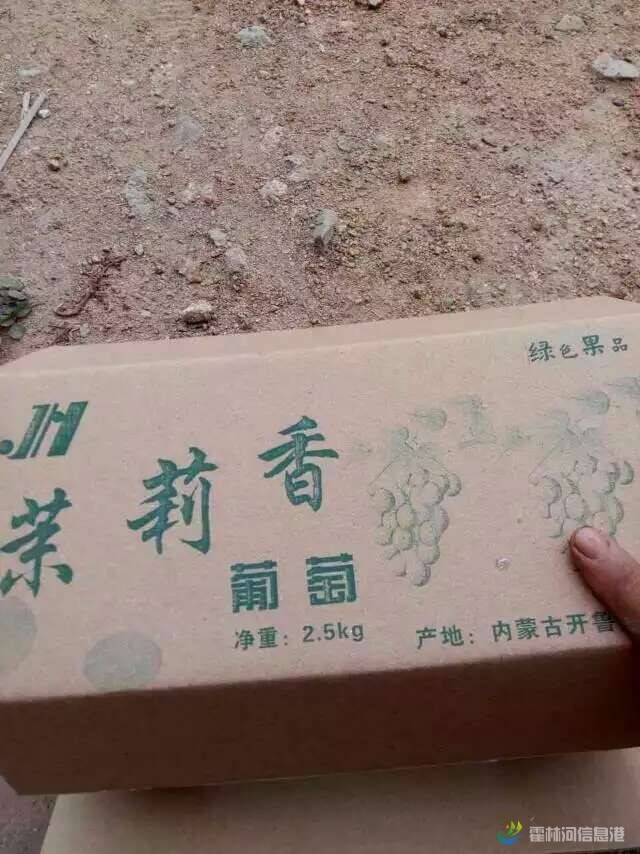 绿色果品
JH
茉莉香
葡萄
净重：2.5kg
产地：内蒙古开鲁
霍林河信息港